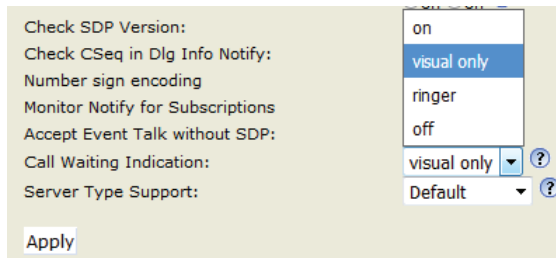 Check SDP Version:
on
Check CSeq in Dlg Info Notify:
visual only
Number sign encoding
ringer
Monitor Notify for Subscriptions
Accept Event Talk without SDP:
off
Call Waiting Indication:
visual only ?
Server Type Support:
Default ?
Apply